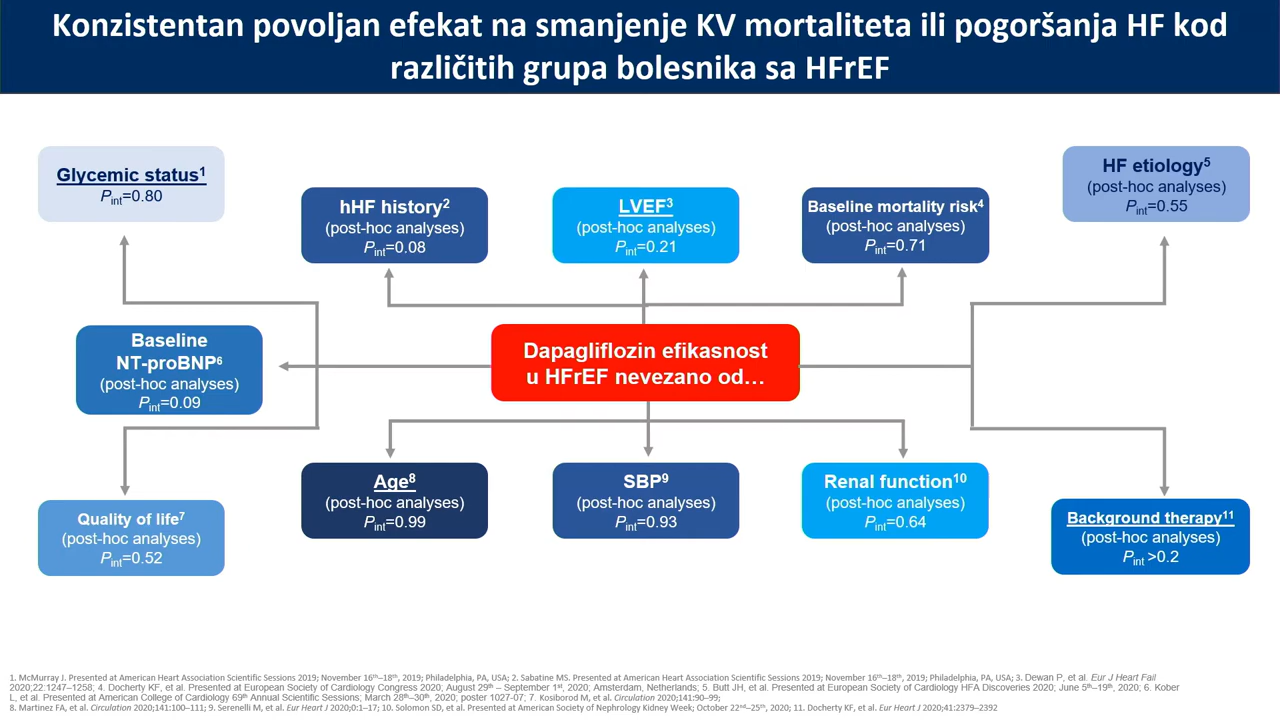 Konzistentan povoljan efekat na smanjenje KV mortaliteta ili pogoršanja HF kod
različitih grupa bolesnika sa HFrEF
Glycemic status1
Pint=0.80
hHF history2
(post-hoc analyses)
Pint=0.08
LVEF3
(post-hoc analyses)
Pint=0.21
Baseline mortality risk4
(post-hoc analyses)
Pint=0.71
HF etiology5
(post-hoc analyses)
Pint=0.55
Baseline
NT-proBNP6
(post-hoc analyses)
Pint=0.09
Dapagliflozin efikasnost
u HFrEF nevezano od…
Quality of life7
(post-hoc analyses)
Pint=0.52
Age8
(post-hoc analyses)
Pint=0.99
SBP9
(post-hoc analyses)
Pint=0.93
Renal function10
(post-hoc analyses)
Pint=0.64
Background therapy11
(post-hoc analyses)
Pint >0.2
1. McMurray J. Presented at American Heart Association Scientific Sessions 2019; November 16th–18th, 2019; Philadelphia, PA, USA; 2. Sabatine MS. Presented at American Heart Association Scientific Sessions 2019; November 16th–18th, 2019; Philadelphia, PA, USA; 3. Dewan P, et al. Eur J Heart Fail
2020;22:1247–1258; 4. Docherty KF, et al. Presented at European Society of Cardiology Congress 2020; August 29th – September 1st, 2020; Amsterdam, Netherlands; 5. Butt JH, et al. Presented at European Society of Cardiology HFA Discoveries 2020; June 5th–19th, 2020; 6. Kober
L, et al. Presented at American College of Cardiology 69th Annual Scientific Sessions; March 28th–30th, 2020; poster 1027-07; 7. Kosiborod M, et al. Circulation 2020;141:90–99;
8. Martinez FA, et al. Circulation 2020;141:100–111; 9. Serenelli M, et al. Eur Heart J 2020;0:1–17; 10. Solomon SD, et al. Presented at American Society of Nephrology Kidney Week; October 22nd–25th, 2020; 11. Docherty KF, et al. Eur Heart J 2020;41:2379–2392